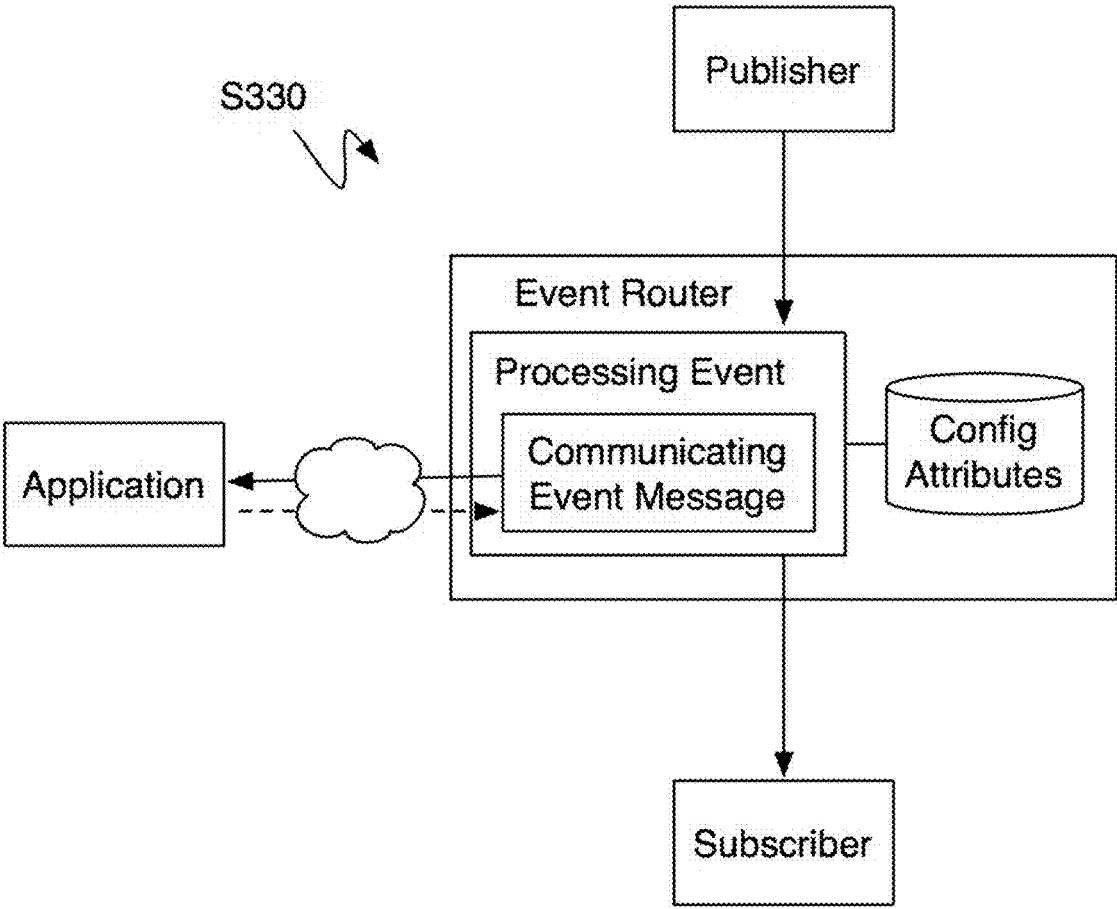 Publisher
S330
Event Router
Processing Event
Config
Attributes
Communicating
Event Message
Application
Subscriber